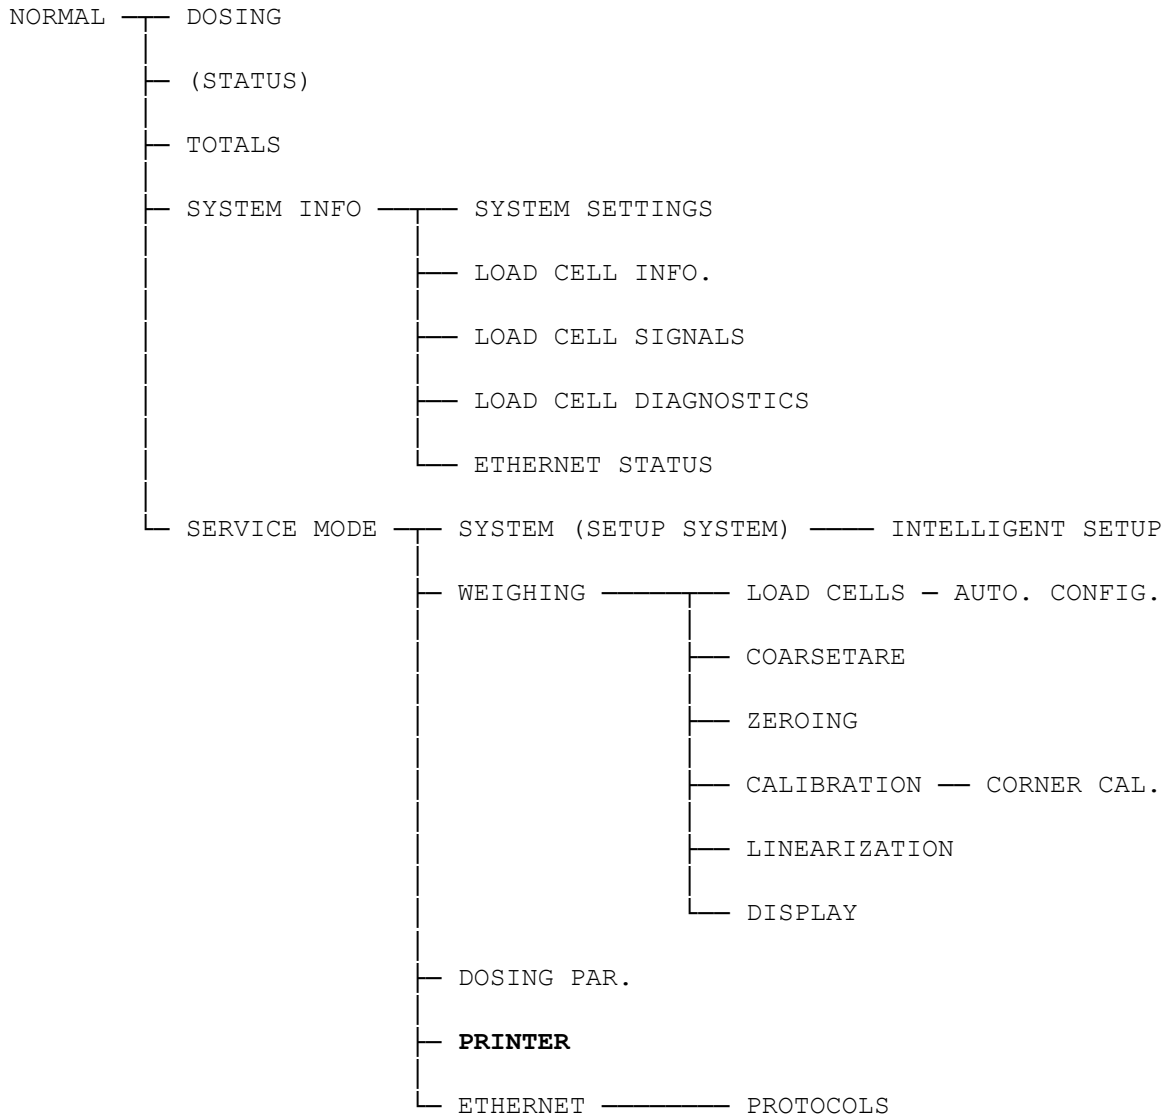 NORMAL DOSING
(STATUS)
TOTALS
SYSTEM INFO SYSTEM SETTINGS
LOAD CELL INFO.
LOAD CELL SIGNALS
LOAD CELL DIAGNOSTICS
ETHERNET STATUS
SERVICE MODE SYSTEM (SETUP SYSTEM) INTELLIGENT SETUP
WEIGHING LOAD CELLS AUTO. CONFIG.
COARSETARE
ZEROING
CALIBRATION CORNER CAL.
LINEARIZATION
DISPLAY
DOSING PAR.
PRINTER
ETHERNET PROTOCOLS